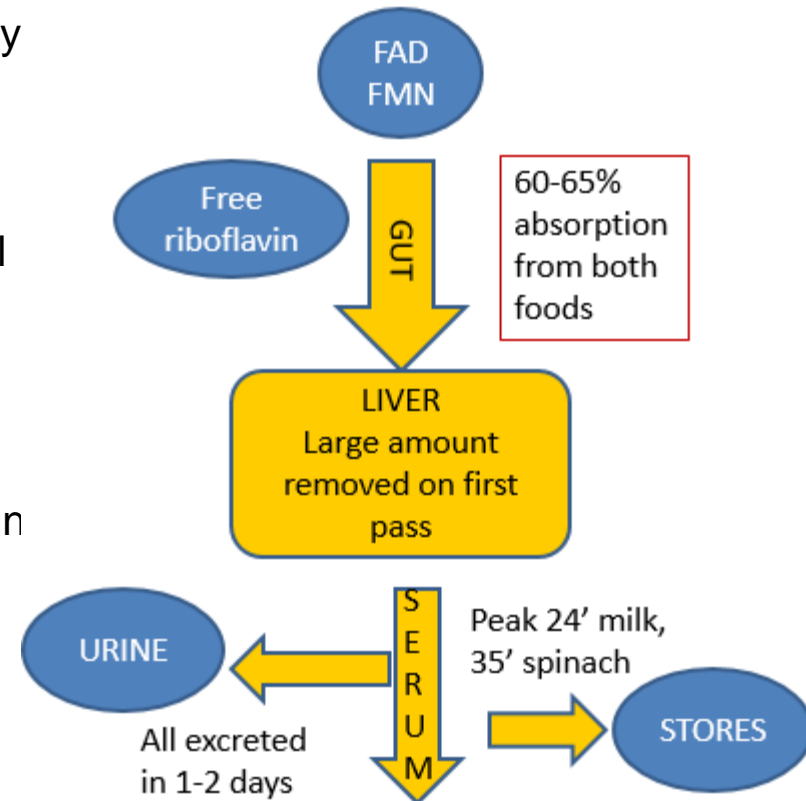 y
FAD
FMN
Free
riboflavin
GUT
60-65%
absorption
from both
foods
l
LIVER
Large amount
removed on first
pass
n
SERUM
Peak 24’ milk,
35’ spinach
URINE
STORES
All excreted
in 1-2 days